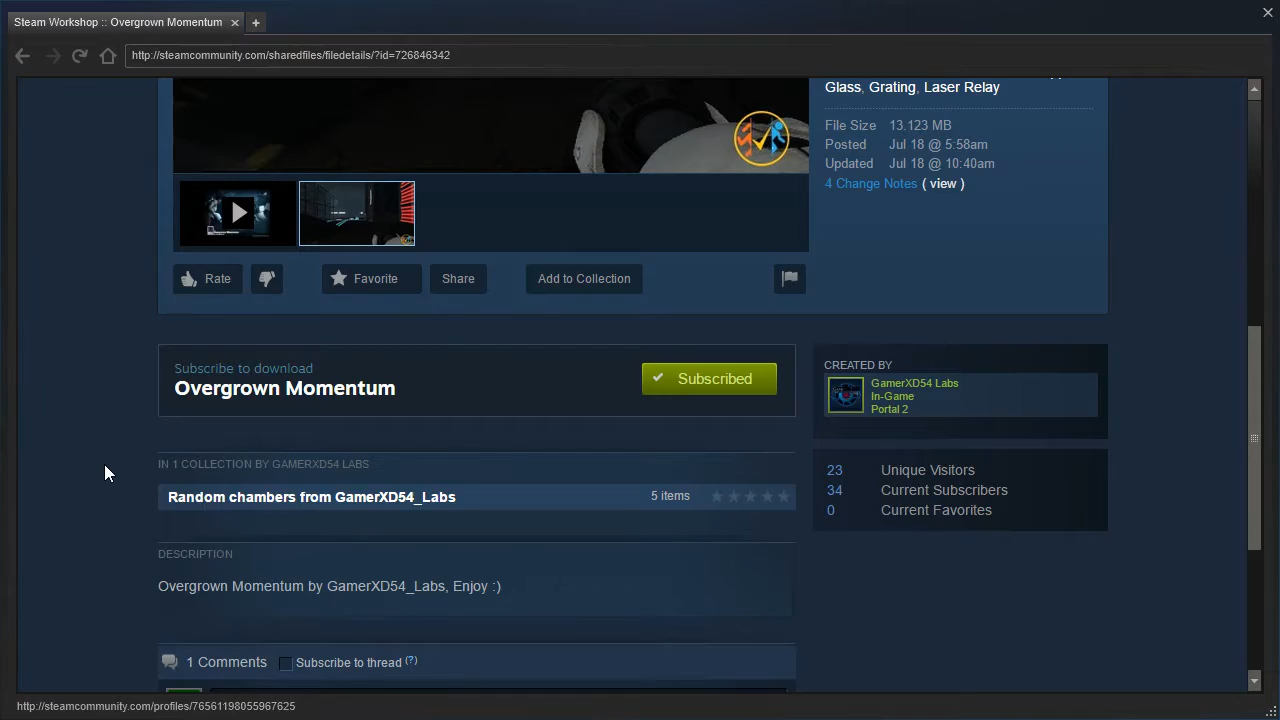 Steam Workshop :: Overgrown Momentum
http://steamcommunity.com/sharedfiles/filedetails/?id=726846342
Glass, Grating, Laser Relay
File Size 13.123 MB
Posted Jul 18 @ 5:58am
Updated Jul 18 @ 10:40am
4 Change Notes ( view )
Rate
Favorite
Share
Add to Collection
Subscribe to download
Overgrown Momentum
Subscribed
CREATED BY
GamerXD54 Labs
In-Game
Portal 2
IN 1 COLLECTION BY GAMERXD54 LABS
Random chambers from GamerXD54_Labs 5 items
23 Unique Visitors
34 Current Subscribers
0 Current Favorites
DESCRIPTION
Overgrown Momentum by GamerXD54_Labs, Enjoy :)
1 Comments Subscribe to thread (?)
http://steamcommunity.com/profiles/76561198055967625